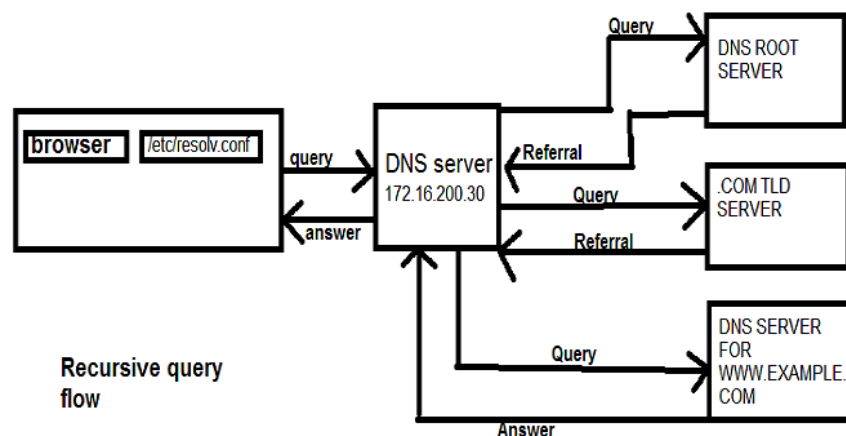 Query
DNS ROOT
SERVER
browser
/etc/resolv.conf
query
DNS server
172.16.200.30
Referral
.COM TLD
SERVER
Query
answer
Referral
DNS SERVER
FOR
WWW.EXAMPLE.
COM
Query
Recursive query
flow
Answer